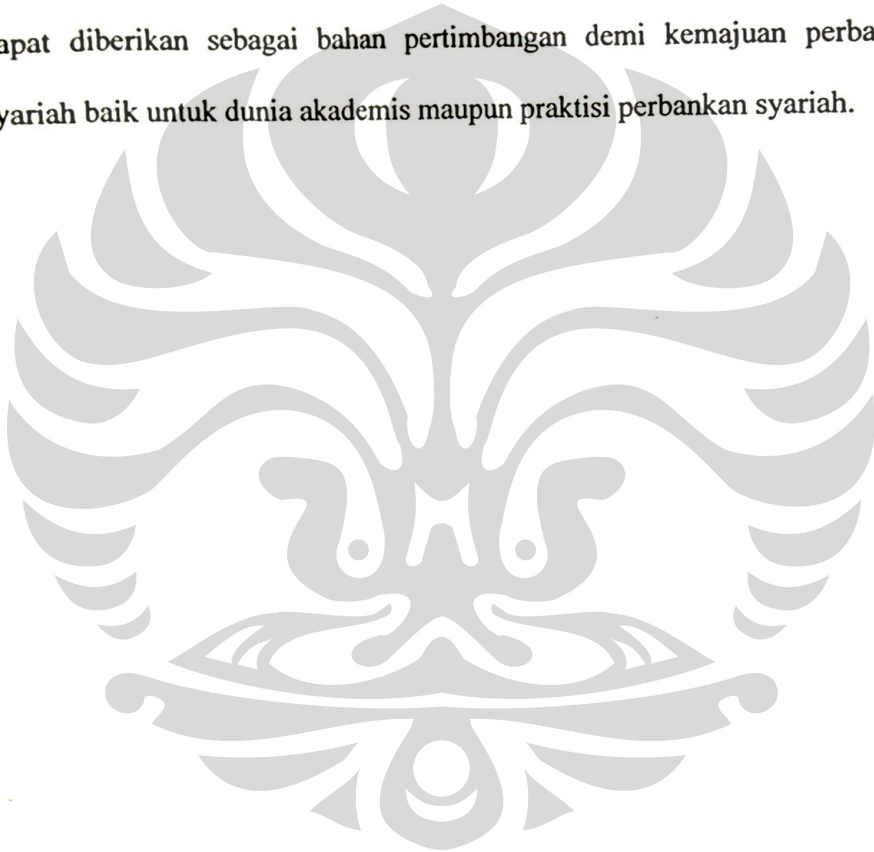 apat diberikan sebagai bahan pertimbangan demi kemajuan perba
yariah baik untuk dunia akademis maupun praktisi perbankan syariah.